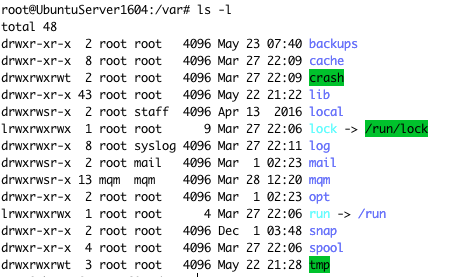 root@UbuntuServer1604:/var# ls -l
total 48
drwxr-xr-x  2 root root   4096 May 23 07:40 backups
drwxr-xr-x  8 root root   4096 Mar 27 22:09 cache
drwxrwxrwt  2 root root   4096 Mar 27 22:09 crash
drwxr-xr-x 43 root root   4096 May 22 21:22 lib
drwxrwsr-x  2 root staff  4096 Apr 13  2016 local
lrwxrwxrwx  1 root root      9 Mar 27 22:06 lock -> /run/lock
drwxrwxr-x  8 root syslog 4096 Mar 27 22:11 log
drwxrwsr-x  2 root mail   4096 Mar  1 02:23 mail
drwxrwsr-x 13 mqm  mqm    4096 Mar 28 12:20 mqm
drwxr-xr-x  2 root root   4096 Mar  1 02:23 opt
lrwxrwxrwx  1 root root      4 Mar 27 22:06 run -> /run
drwxr-xr-x  2 root root   4096 Dec  1 03:48 snap
drwxr-xr-x  4 root root   4096 Mar 27 22:06 spool
drwxrwxrwt  3 root root   4096 May 22 21:28 tmp